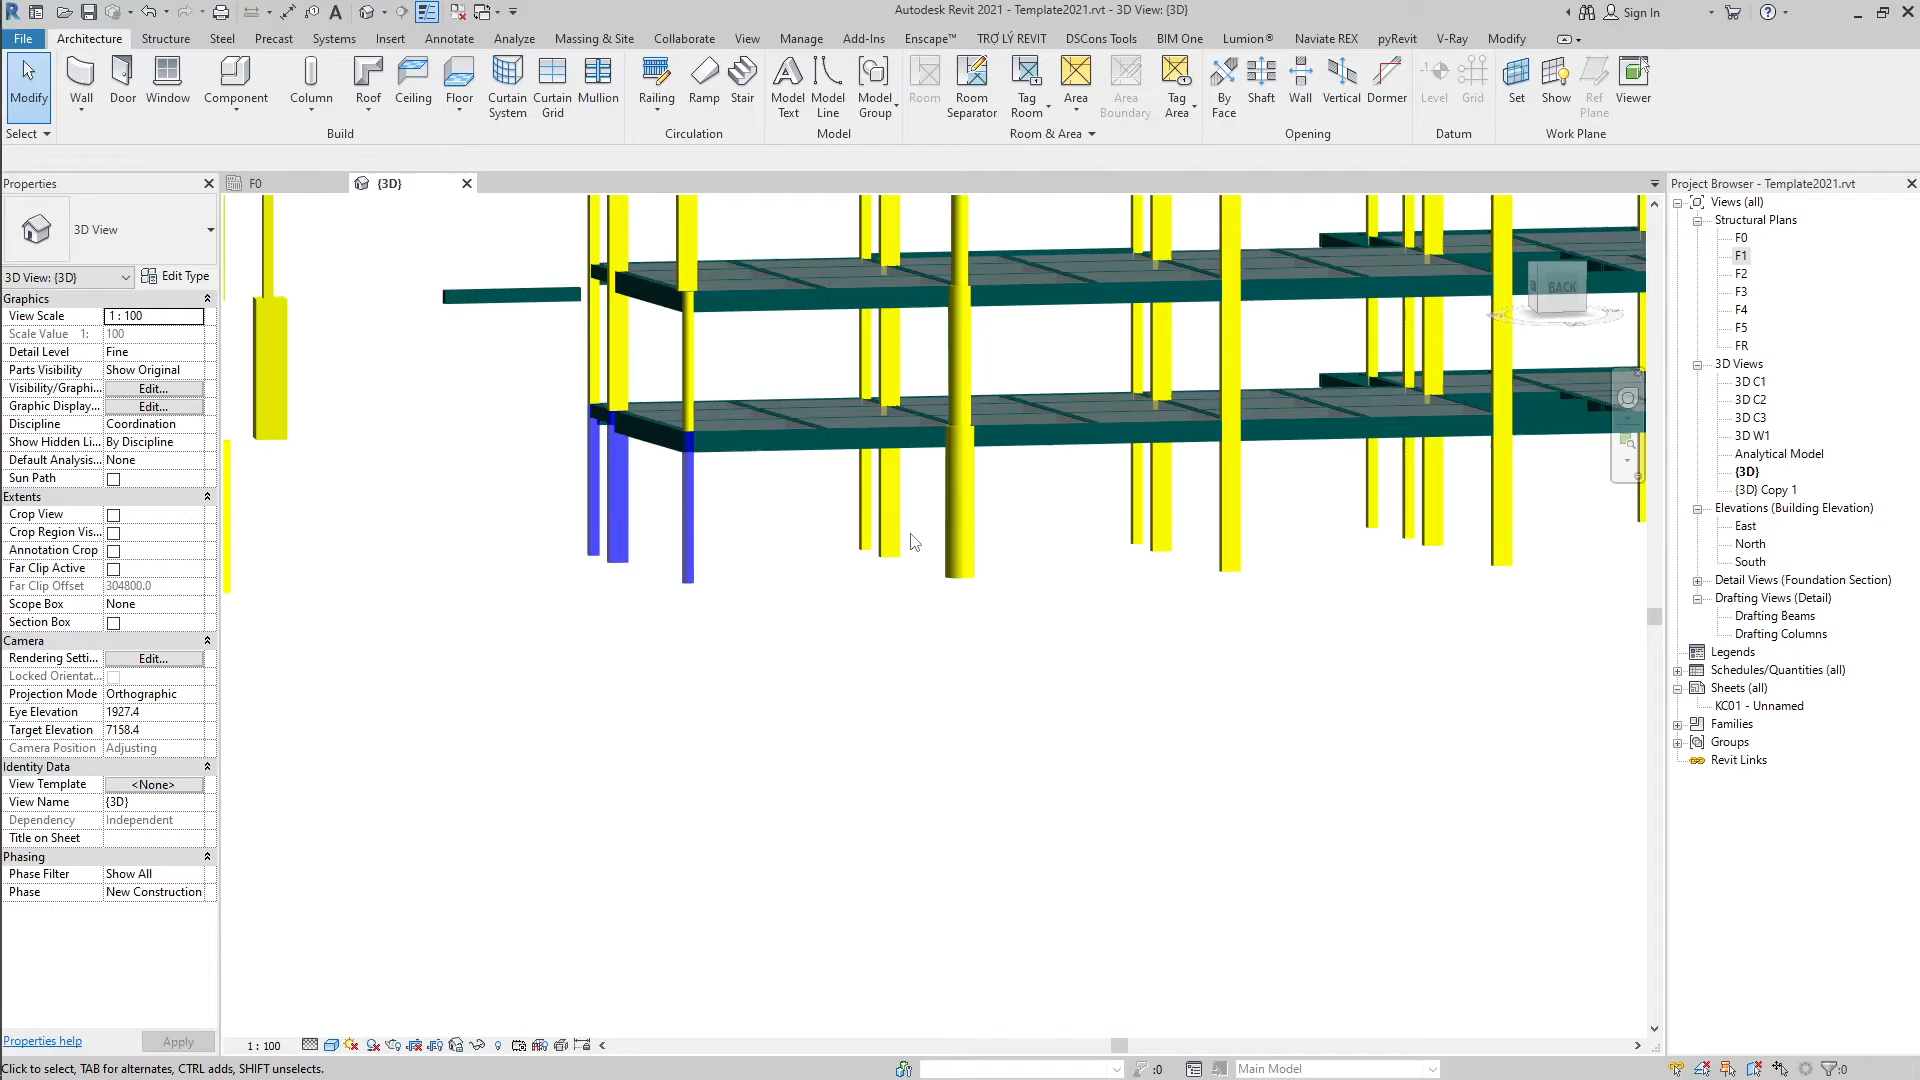 Autodesk Revit 2021 - Template2021.rvt - 3D View: {3D}
Sign In
File Architecture Structure Steel Precast Systems Insert Annotate Analyze Massing & Site Collaborate View Manage Add-Ins Enscape™ TRỢ LÝ REVIT DSCons Tools BIM One Lumion® Naviate REX pyRevit V-Ray Modify
Modify Wall Door Window Component Column Roof Ceiling Floor Curtain System Curtain Grid Mullion Railing Ramp Stair Model Text Model Line Model Group Room Room Separator Tag Room Area Area Boundary Tag Area By Face Shaft Wall Vertical Dormer Level Grid Set Show Ref Plane Viewer
Select Build Circulation Model Room & Area Opening Datum Work Plane
Properties
3D View
3D View: {3D} Edit Type
Graphics
View Scale 1 : 100
Scale Value 1: 100
Detail Level Fine
Parts Visibility Show Original
Visibility/Graphi... Edit...
Graphic Display... Edit...
Discipline Coordination
Show Hidden Li... By Discipline
Default Analysis... None
Sun Path
Extents
Crop View
Crop Region Vis...
Annotation Crop
Far Clip Active
Far Clip Offset 304800.0
Scope Box None
Section Box
Camera
Rendering Setti... Edit...
Locked Orientat...
Projection Mode Orthographic
Eye Elevation 1927.4
Target Elevation 7158.4
Camera Position Adjusting
Identity Data
View Template <None>
View Name {3D}
Dependency Independent
Title on Sheet
Phasing
Phase Filter Show All
Phase New Construction
Properties help Apply
F0 {3D}
BACK
Project Browser - Template2021.rvt
Views (all)
Structural Plans
F0
F1
F2
F3
F4
F5
FR
3D Views
3D C1
3D C2
3D C3
3D W1
Analytical Model
{3D}
{3D} Copy 1
Elevations (Building Elevation)
East
North
South
Detail Views (Foundation Section)
Drafting Views (Detail)
Drafting Beams
Drafting Columns
Legends
Schedules/Quantities (all)
Sheets (all)
KC01 - Unnamed
Families
Groups
Revit Links
1 : 100
Click to select, TAB for alternates, CTRL adds, SHIFT unselects.
:0
Main Model
:0